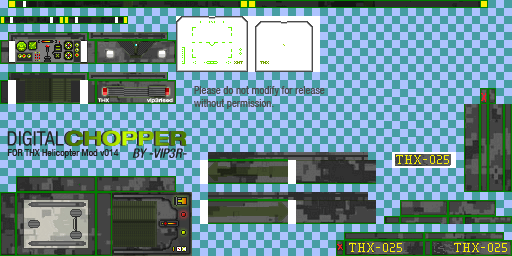 THX
Please do not modify for release
without permission.
THX
vip3rised
DIGITALCHOPPER
FOR THX Helicopter Mod v014
BY -VIP3R-
THX-025
THX-025
THX-025